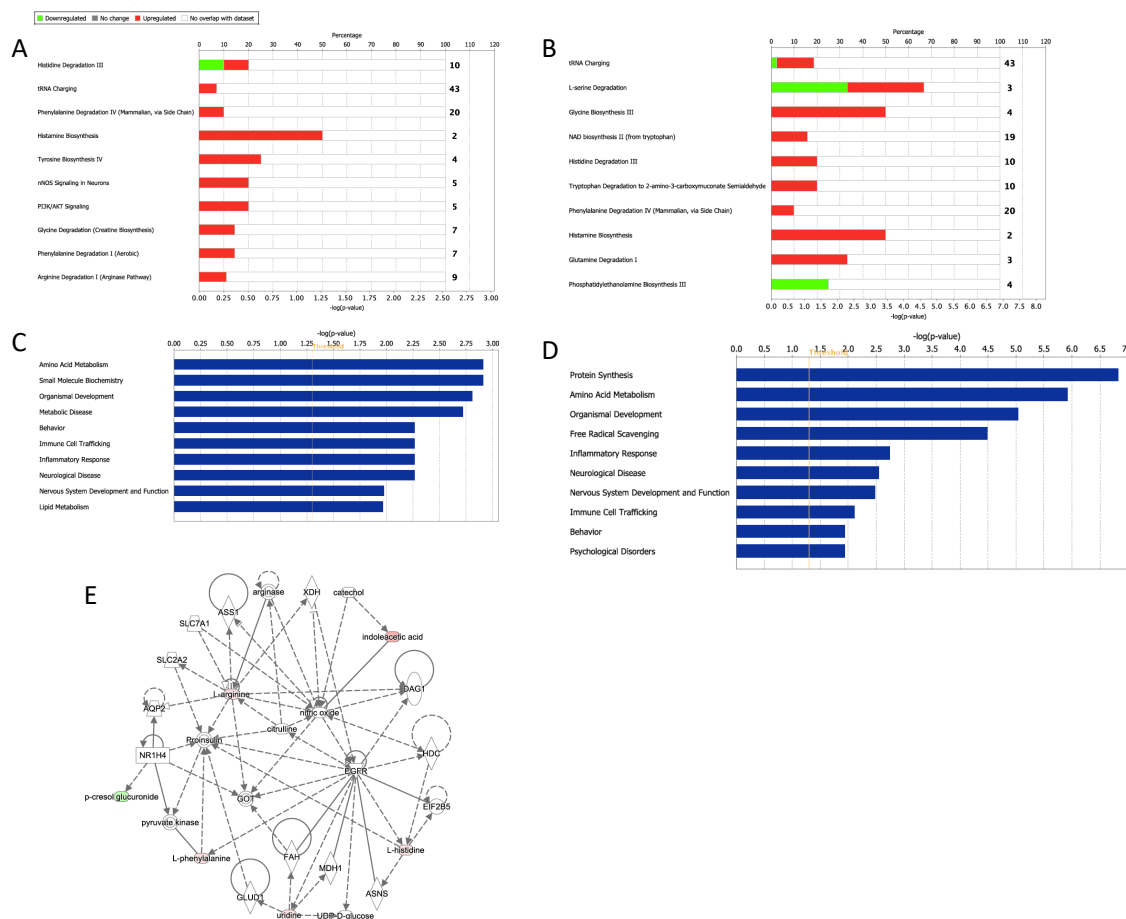 Downregulated No change Upregulated No overlap with dataset
A
Percentage
0 10 20 30 40 50 60 70 80 90 100 110 120
Histidine Degradation III 10
tRNA Charging 43
Phenylalanine Degradation IV (Mammalian, via Side Chain) 20
Histamine Biosynthesis 2
Tyrosine Biosynthesis IV 4
nNOS Signaling in Neurons 5
PI3K/AKT Signaling 5
Glycine Degradation (Creatine Biosynthesis) 7
Phenylalanine Degradation I (Aerobic) 7
Arginine Degradation I (Arginase Pathway) 9
0.00 0.25 0.50 0.75 1.00 1.25 1.50 1.75 2.00 2.25 2.50 2.75 3.00
-log(p-value)
B
Percentage
0 10 20 30 40 50 60 70 80 90 100 110 120
tRNA Charging 43
L-serine Degradation 3
Glycine Biosynthesis III 4
NAD biosynthesis II (from tryptophan) 19
Histidine Degradation III 10
Tryptophan Degradation to 2-amino-3-carboxymuconate Semialdehyde 10
Phenylalanine Degradation IV (Mammalian, via Side Chain) 20
Histamine Biosynthesis 2
Glutamine Degradation I 3
Phosphatidylethanolamine Biosynthesis III 4
0.0 0.5 1.0 1.5 2.0 2.5 3.0 3.5 4.0 4.5 5.0 5.5 6.0 6.5 7.0 7.5 8.0
-log(p-value)
C
-log(p-value)
0.00 0.25 0.50 0.75 1.00 1.25 1.50 1.75 2.00 2.25 2.50 2.75 3.00
Threshold
Amino Acid Metabolism
Small Molecule Biochemistry
Organismal Development
Metabolic Disease
Behavior
Immune Cell Trafficking
Inflammatory Response
Neurological Disease
Nervous System Development and Function
Lipid Metabolism
D
-log(p-value)
0.0 0.5 1.0 1.5 2.0 2.5 3.0 3.5 4.0 4.5 5.0 5.5 6.0 6.5
Threshold
Protein Synthesis
Amino Acid Metabolism
Organismal Development
Free Radical Scavenging
Inflammatory Response
Neurological Disease
Nervous System Development and Function
Immune Cell Trafficking
Behavior
Psychological Disorders
E
arginase
XDH
catechol
ASS1
SLC7A1
indoleacetic acid
SLC2A2
L-arginine
DAG1
AQP2
nitric oxide
citrulline
Proinsulin
HDC
NR1H4
EGFR
p-cresol glucuronide
GOT1
EIF2B5
pyruvate kinase
L-phenylalanine
FAH
L-histidine
MDH1
ASNS
GLUD1
uridine
UDP-D-glucose